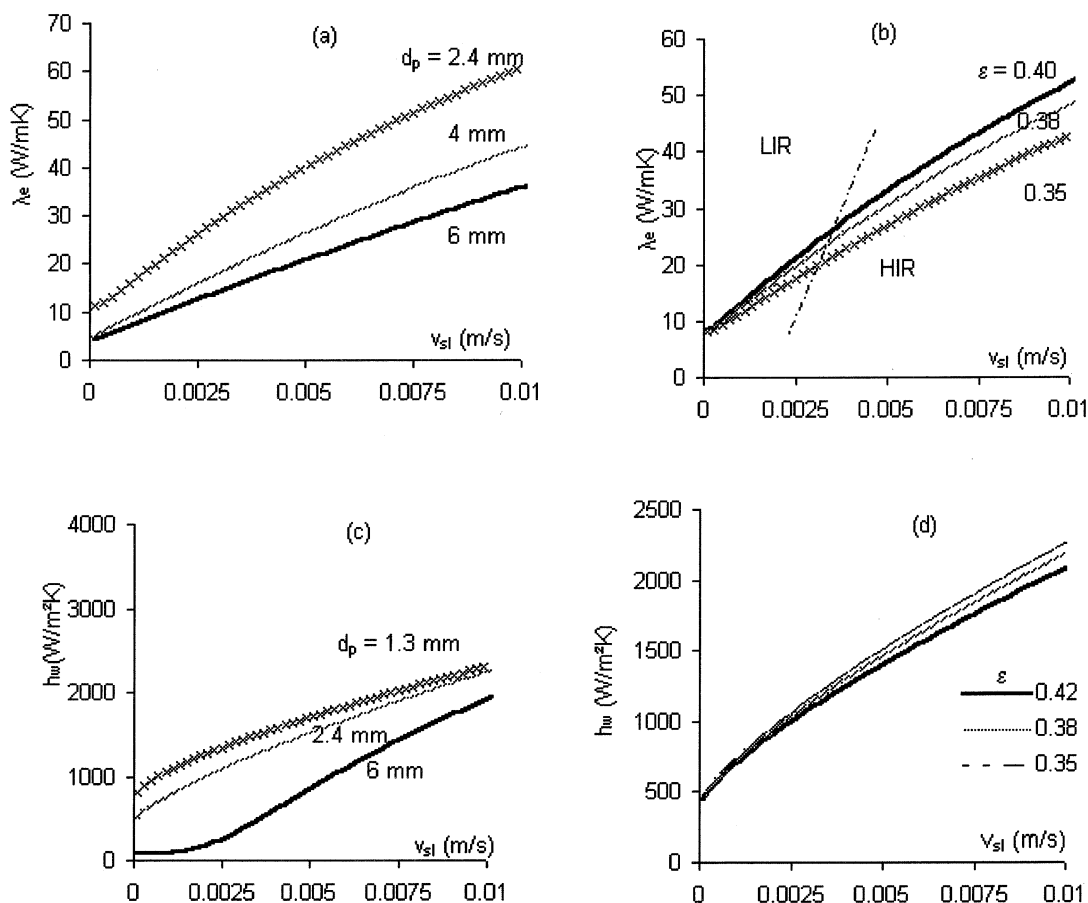 (a)
70
60
50
40
30
20
10
0
λe (W/mK)
dp = 2.4 mm
4 mm
6 mm
vsl (m/s)
0 0.0025 0.005 0.0075 0.01
(b)
60
50
40
30
20
10
0
λe (W/mK)
ε = 0.40
0.38
0.35
LIR
HIR
vsl (m/s)
0 0.0025 0.005 0.0075 0.01
(c)
4000
3000
2000
1000
0
hw(W/m²K)
dp = 1.3 mm
2.4 mm
6 mm
vsl (m/s)
0 0.0025 0.005 0.0075 0.01
(d)
2500
2000
1500
1000
500
0
hw (W/m²K)
ε
0.42
0.38
0.35
vsl (m/s)
0 0.0025 0.005 0.0075 0.01